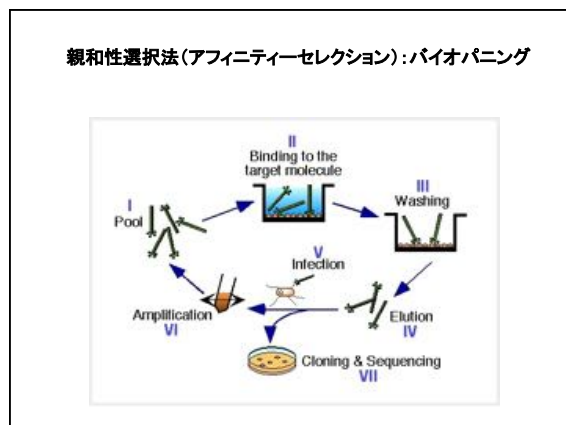 親和性選択法(アフィニティーセレクション):バイオパニング
I
Pool
II
Binding to the
target molecule
III
Washing
Elution
IV
V
Infection
Amplification
VI
Cloning & Sequencing
VII